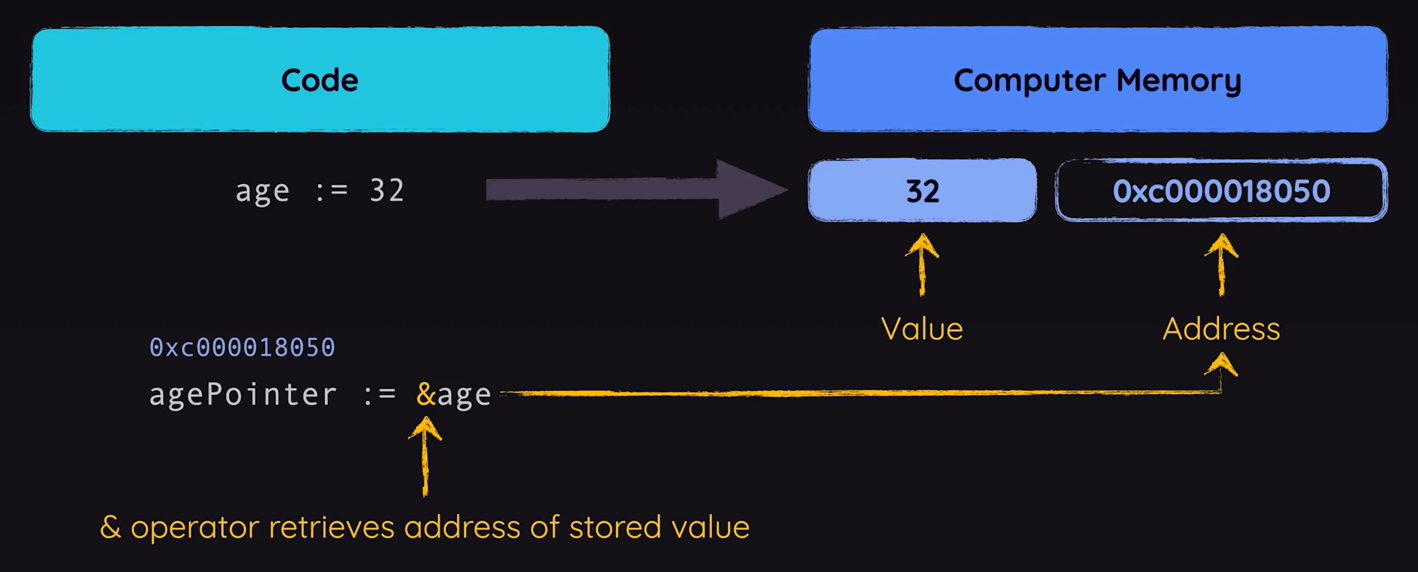 Code
Computer Memory
age := 32
32
0xc000018050
Value
Address
0xc000018050
agePointer := &age
& operator retrieves address of stored value